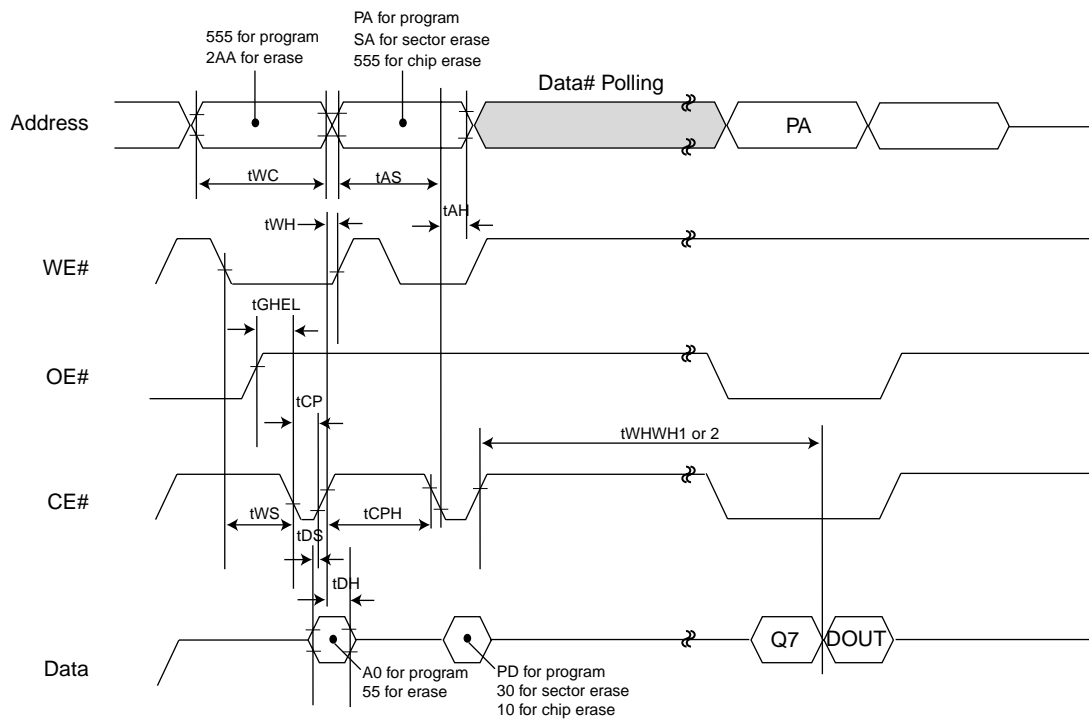 555 for program
2AA for erase
PA for program
SA for sector erase
555 for chip erase
Data# Polling
Address
PA
tWC
tAS
tAH
tWH
WE#
tGHEL
OE#
tCP
tWHWH1 or 2
CE#
tWS
tCPH
tDS
tDH
Data
Q7
DOUT
A0 for program
55 for erase
PD for program
30 for sector erase
10 for chip erase